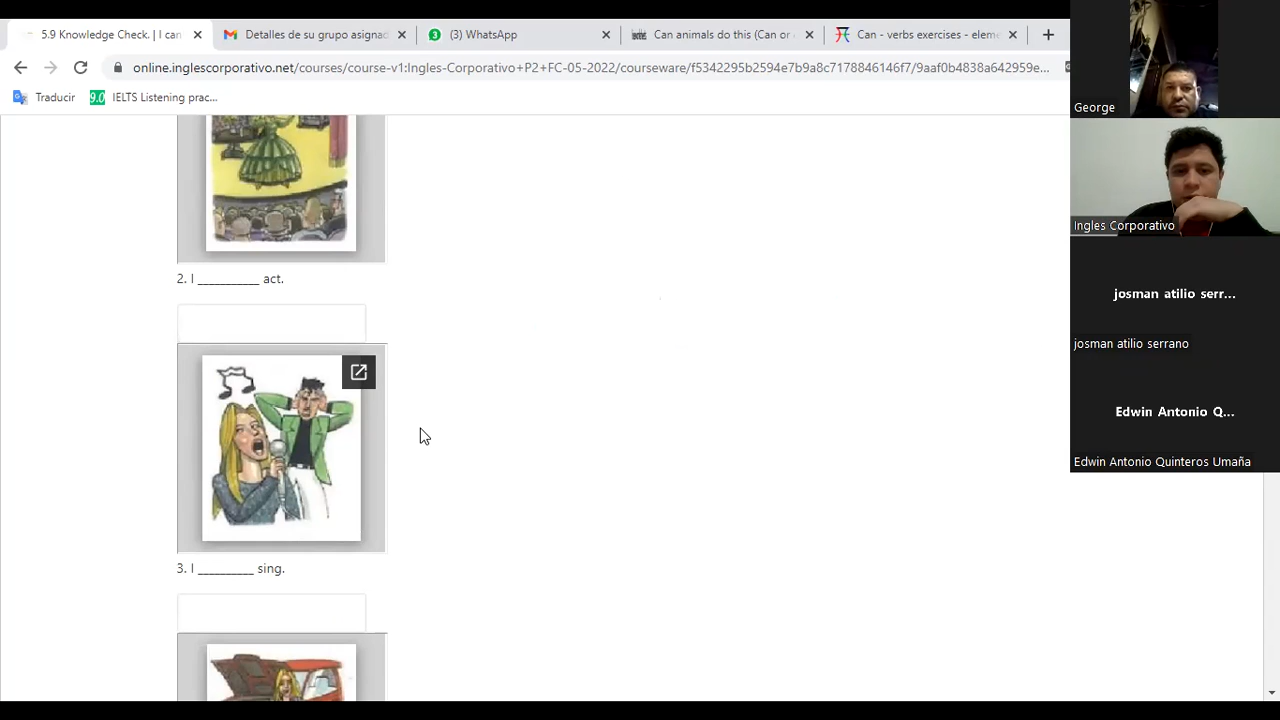 5.9 Knowledge Check. | I can
Detalles de su grupo asignad
(3) WhatsApp
Can animals do this (Can or
Can - verbs exercises - eleme
online.inglescorporativo.net/courses/course-v1:Ingles-Corporativo+P2+FC-05-2022/courseware/f5342295b2594e7b9a8c7178846146f7/9aaf0b4838a642959e...
Traducir
9.0
IELTS Listening prac...
2. I ___________ act.
3. I __________ sing.
George
Ingles Corporativo
josman atilio serr...
josman atilio serrano
Edwin Antonio Q...
Edwin Antonio Quinteros Umaña